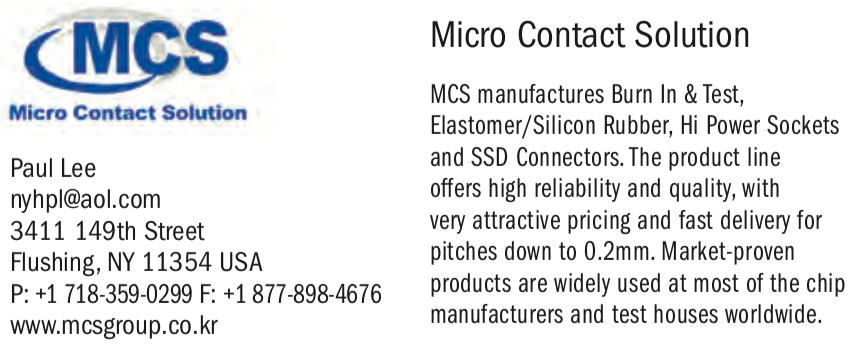 MCS
Micro Contact Solution
Paul Lee
nyhpl@aol.com
3411 149th Street
Flushing, NY 11354 USA
P: +1 718-359-0299 F: +1 877-898-4676
www.mcsgroup.co.kr
Micro Contact Solution
MCS manufactures Burn In & Test,
Elastomer/Silicon Rubber, Hi Power Sockets
and SSD Connectors. The product line
offers high reliability and quality, with
very attractive pricing and fast delivery for
pitches down to 0.2mm. Market-proven
products are widely used at most of the chip
manufacturers and test houses worldwide.